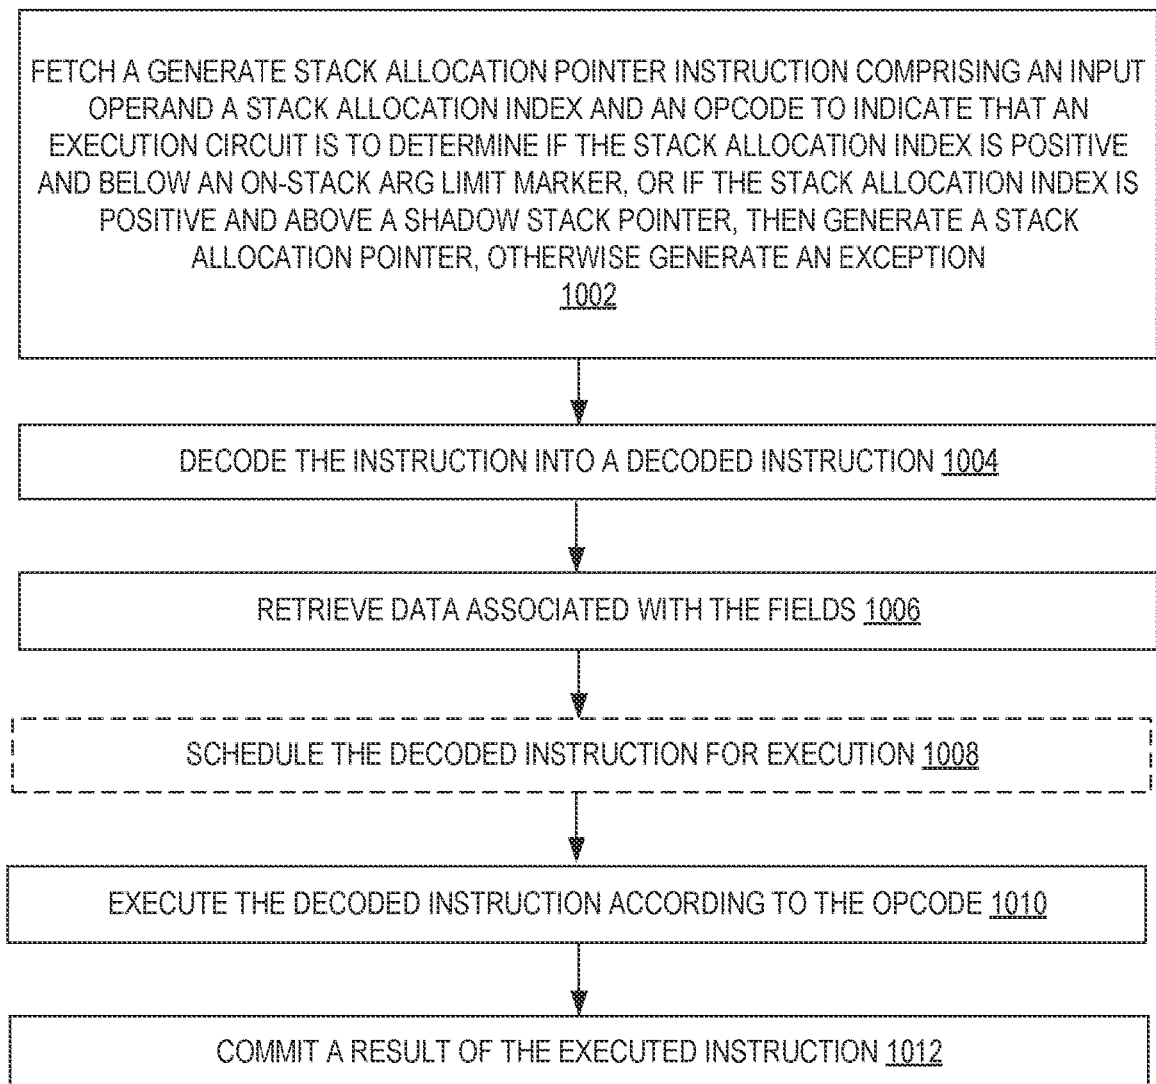 FETCH A GENERATE STACK ALLOCATION POINTER INSTRUCTION COMPRISING AN INPUT
OPERAND A STACK ALLOCATION INDEX AND AN OPCODE TO INDICATE THAT AN
EXECUTION CIRCUIT IS TO DETERMINE IF THE STACK ALLOCATION INDEX IS POSITIVE
AND BELOW AN ON-STACK ARG LIMIT MARKER, OR IF THE STACK ALLOCATION INDEX IS
POSITIVE AND ABOVE A SHADOW STACK POINTER, THEN GENERATE A STACK
ALLOCATION POINTER, OTHERWISE GENERATE AN EXCEPTION
1002
DECODE THE INSTRUCTION INTO A DECODED INSTRUCTION 1004
RETRIEVE DATA ASSOCIATED WITH THE FIELDS 1006
SCHEDULE THE DECODED INSTRUCTION FOR EXECUTION 1008
EXECUTE THE DECODED INSTRUCTION ACCORDING TO THE OPCODE 1010
COMMIT A RESULT OF THE EXECUTED INSTRUCTION 1012